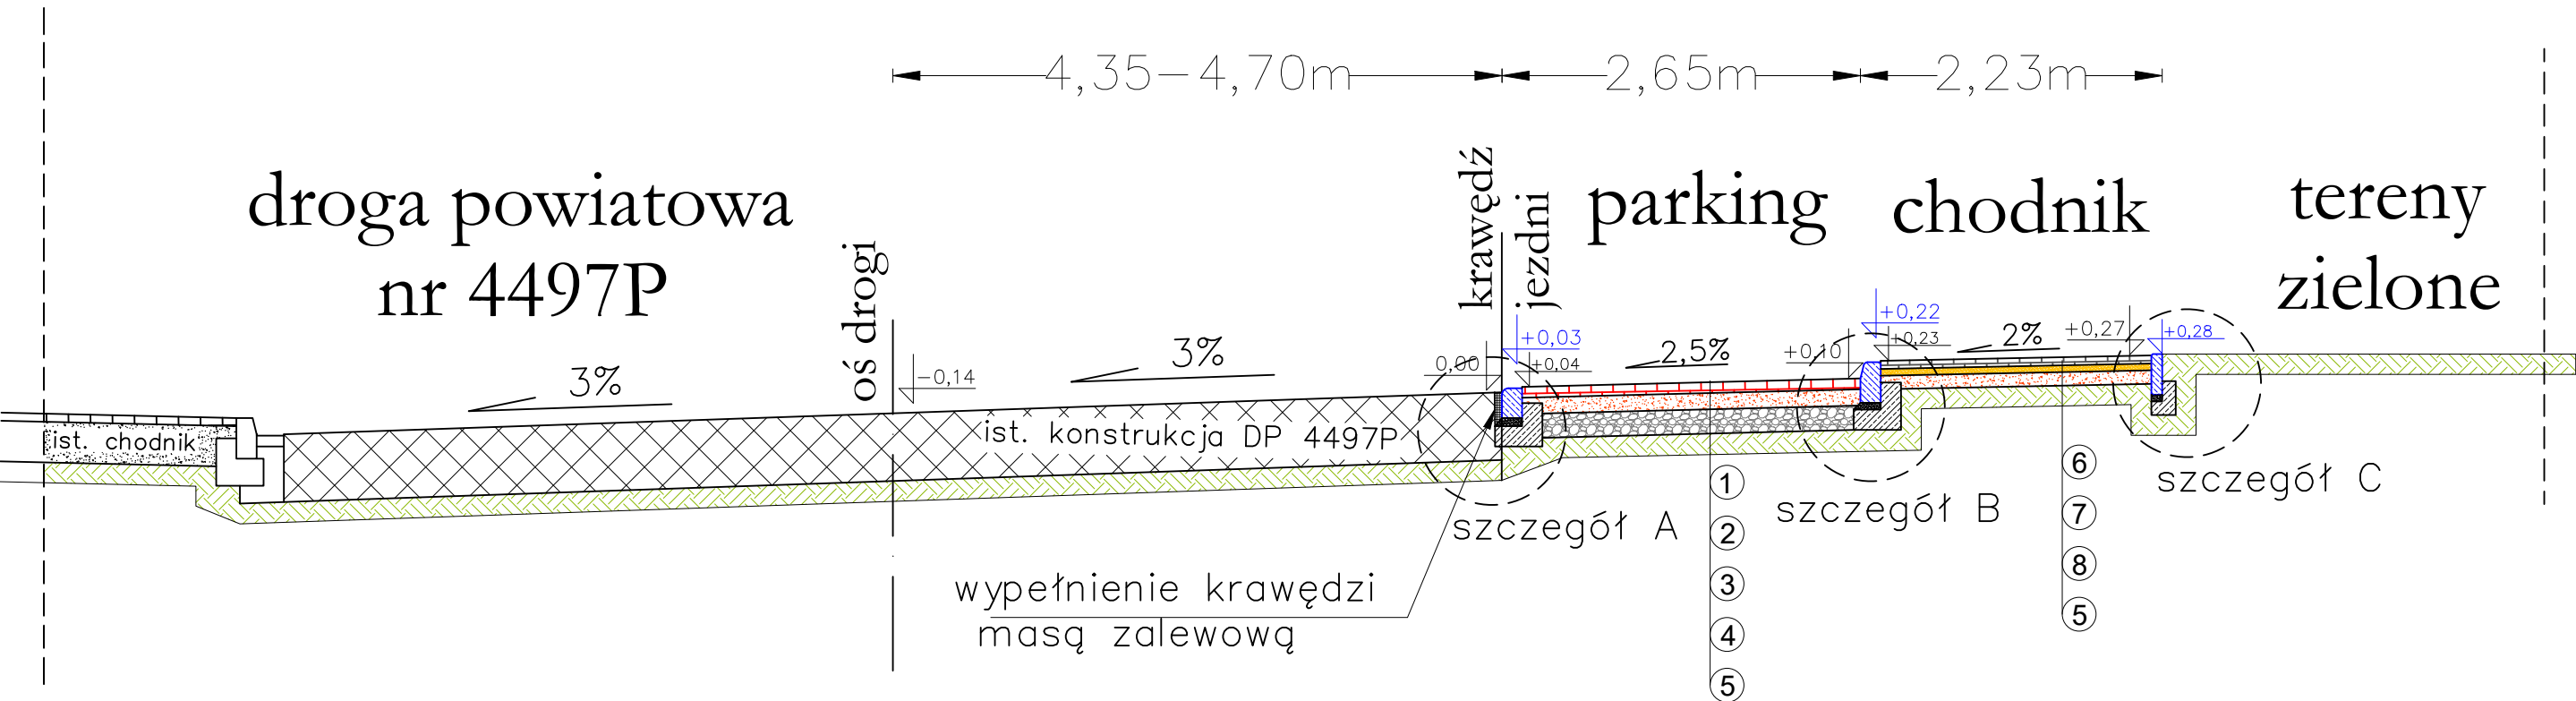 4,35-4,70m
2,65m
2,23m
droga powiatowa
nr 4497P
oś drogi
krawędź
jezdni
parking
chodnik
tereny
zielone
3%
-0,14
3%
0,00
+0,03
+0,04
2,5%
+0,10
+0,22
+0,23
2%
+0,27
+0,28
ist. chodnik
ist. konstrukcja DP 4497P
szczegół A
szczegół B
szczegół C
wypełnienie krawędzi
masą zalewową
1
2
3
4
5
6
7
8
5